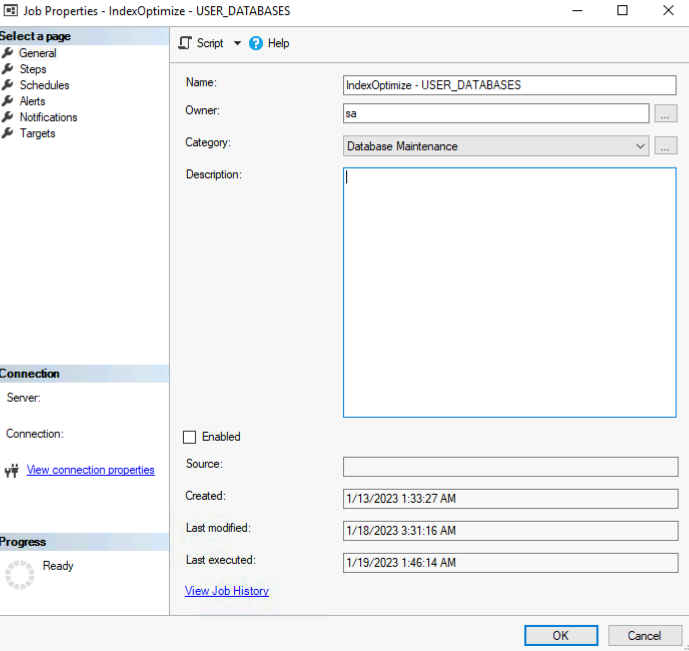 Job Properties - IndexOptimize - USER_DATABASES
Select a page
General
Steps
Schedules
Alerts
Notifications
Targets
Script
Help
Name:
IndexOptimize - USER_DATABASES
Owner:
sa
...
Category:
Database Maintenance
...
Description:
Enabled
Source:
Created:
1/13/2023 1:33:27 AM
Last modified:
1/18/2023 3:31:16 AM
Last executed:
1/19/2023 1:46:14 AM
View Job History
Connection
Server:
Connection:
View connection properties
Progress
Ready
OK
Cancel